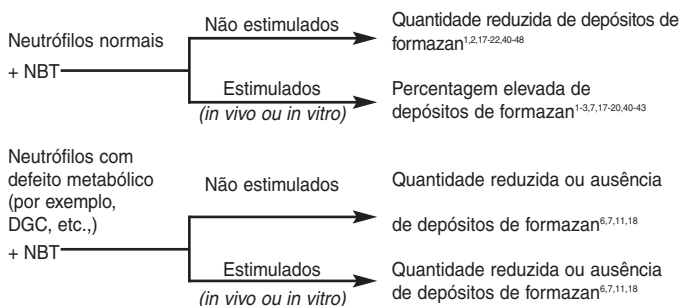 Neutrófilos normais
+ NBT
Não estimulados
Quantidade reduzida de depósitos de
formazan1,2,17-22,40-48
Estimulados
(in vivo ou in vitro)
Percentagem elevada de
depósitos de formazan1-3,7,17-20,40-43
Neutrófilos com
defeito metabólico
(por exemplo,
DGC, etc.,)
+ NBT
Não estimulados
Quantidade reduzida ou ausência
de depósitos de formazan6,7,11,18
Estimulados
(in vivo ou in vitro)
Quantidade reduzida ou ausência
de depósitos de formazan6,7,11,18